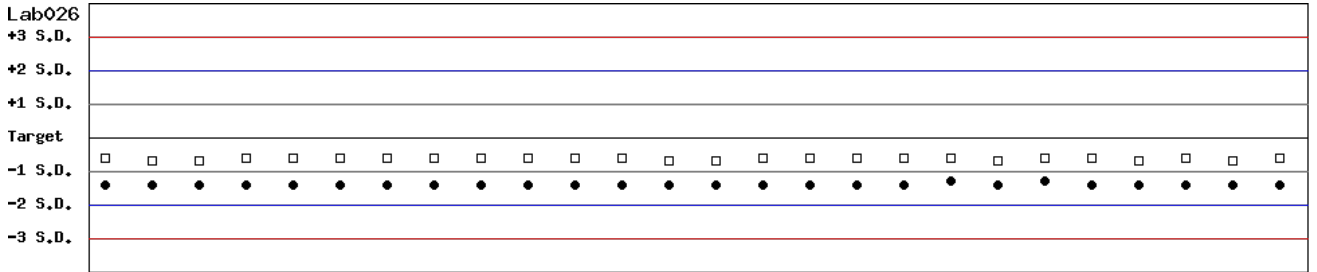 Lab026
+3 S.D.
+2 S.D.
+1 S.D.
Target
-1 S.D.
-2 S.D.
-3 S.D.